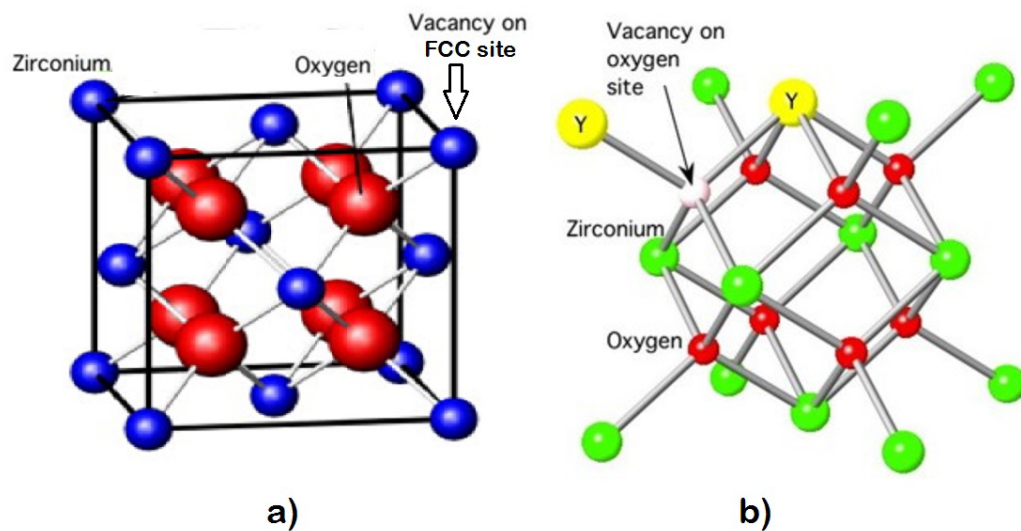 Zirconium
Oxygen
Vacancy on
FCC site
a)
Vacancy on
oxygen
site
Y
Y
Zirconium
Oxygen
b)